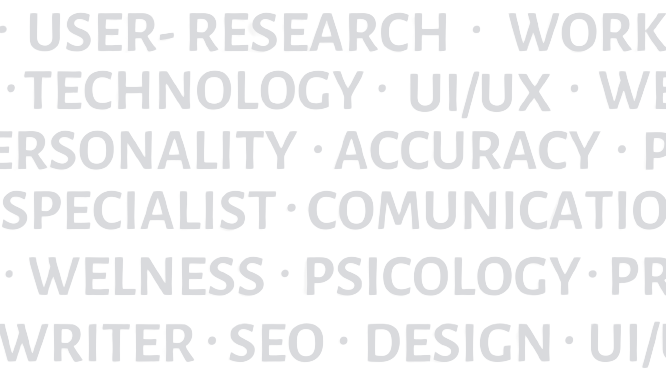 · USER- RESEARCH · WORK
· TECHNOLOGY · UI/UX · WE
ERSONALITY · ACCURACY · P
SPECIALIST · COMUNICATIO
· WELNESS · PSICOLOGY · PR
WRITER · SEO · DESIGN · UI/U